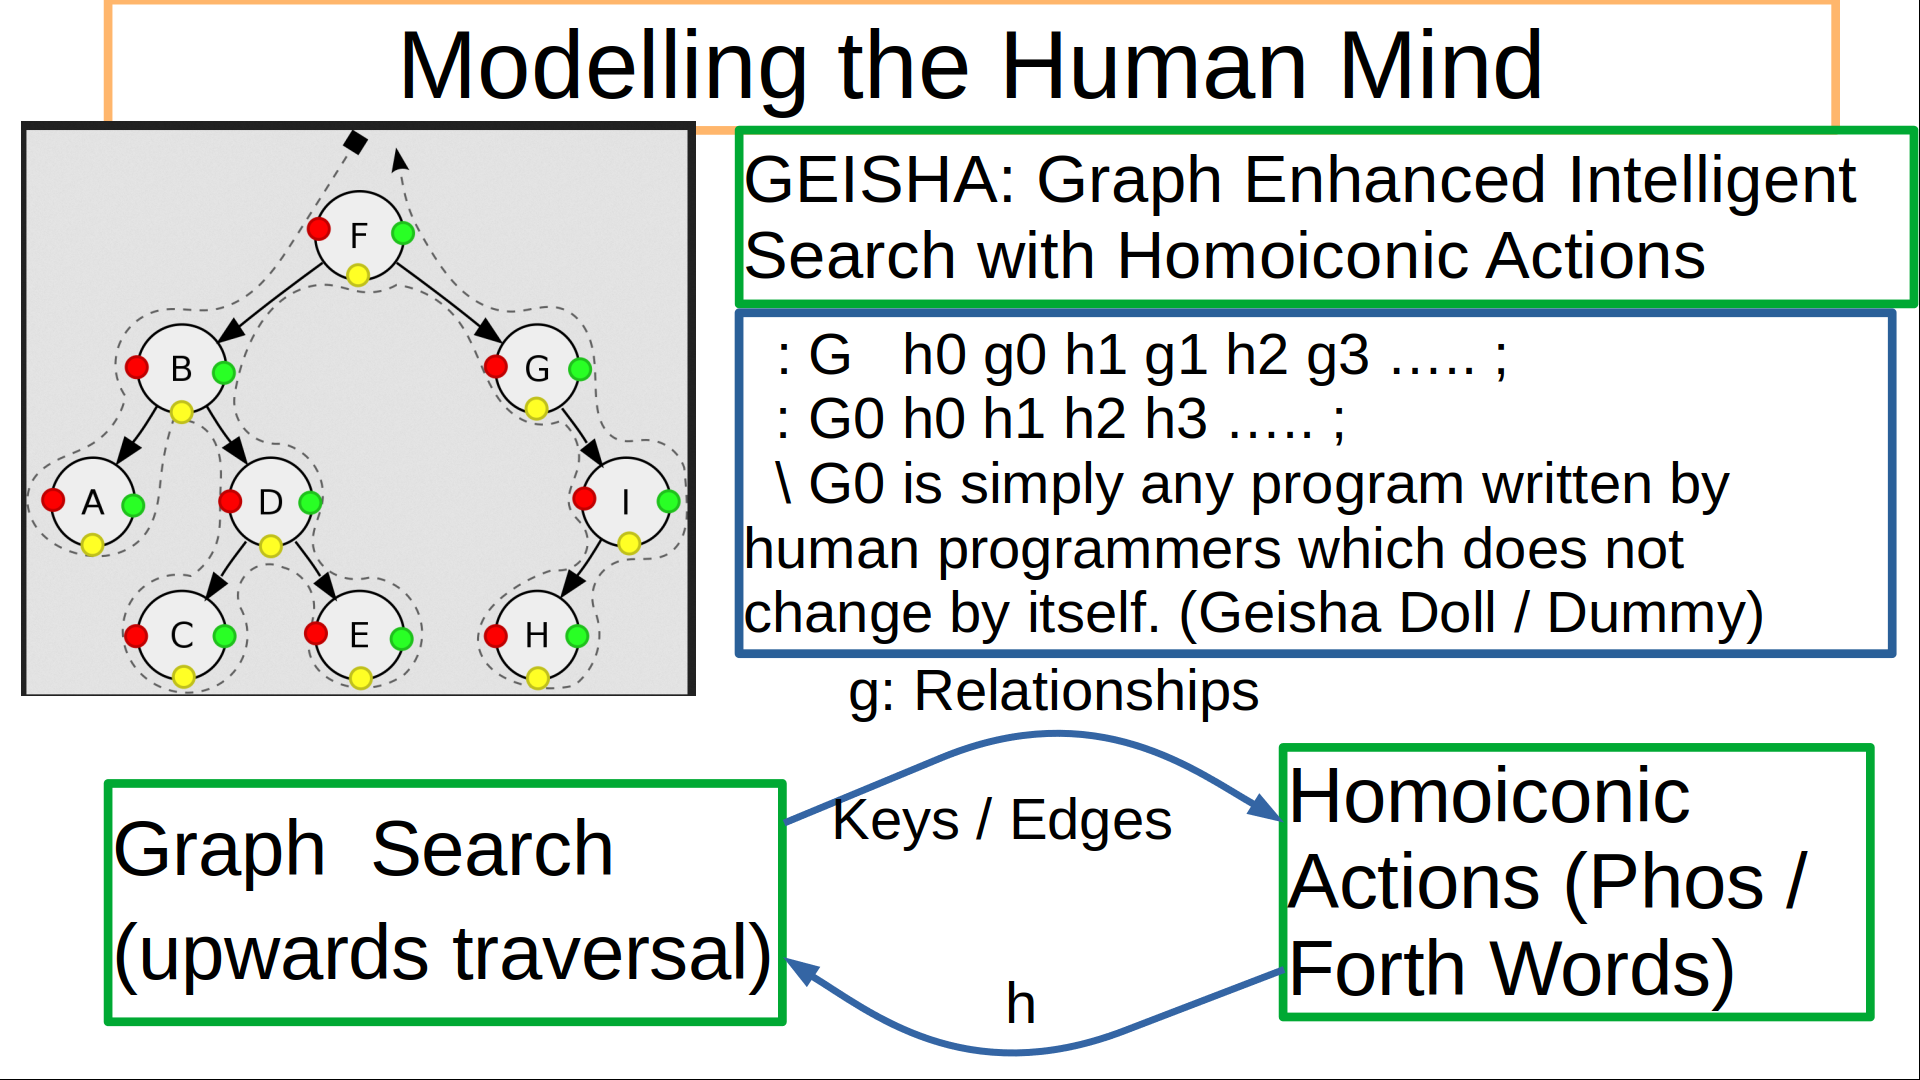 Modelling the Human Mind
F
B
G
A
D
I
C
E
H
GEISHA: Graph Enhanced Intelligent
Search with Homoiconic Actions
: G h0 g0 h1 g1 h2 g3 ..... ;
: G0 h0 h1 h2 h3 ..... ;
\ G0 is simply any program written by
human programmers which does not
change by itself. (Geisha Doll / Dummy)
g: Relationships
Keys / Edges
Graph Search
(upwards traversal)
Homoiconic
Actions (Phos /
Forth Words)
h